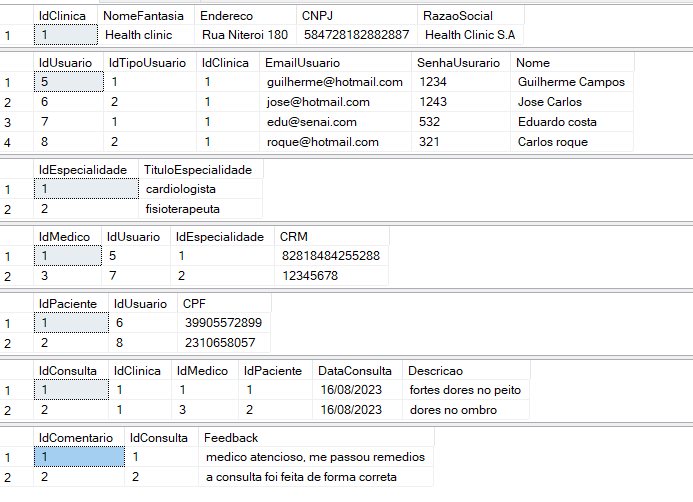 IdClinica NomeFantasia Endereco CNPJ RazaoSocial
1 1 Health clinic Rua Niteroi 180 584728182882887 Health Clinic S.A
IdUsuario IdTipoUsuario IdClinica EmailUsuario SenhaUsurario Nome
1 5 1 1 guilherme@hotmail.com 1234 Guilherme Campos
2 6 2 1 jose@hotmail.com 1243 Jose Carlos
3 7 1 1 edu@senai.com 532 Eduardo costa
4 8 2 1 roque@hotmail.com 321 Carlos roque
IdEspecialidade TituloEspecialidade
1 1 cardiologista
2 2 fisioterapeuta
IdMedico IdUsuario IdEspecialidade CRM
1 1 5 1 82818484255288
2 3 7 2 12345678
IdPaciente IdUsuario CPF
1 1 6 39905572899
2 2 8 2310658057
IdConsulta IdClinica IdMedico IdPaciente DataConsulta Descricao
1 1 1 1 1 16/08/2023 fortes dores no peito
2 2 1 3 2 16/08/2023 dores no ombro
IdComentario IdConsulta Feedback
1 1 1 medico atencioso, me passou remedios
2 2 2 a consulta foi feita de forma correta